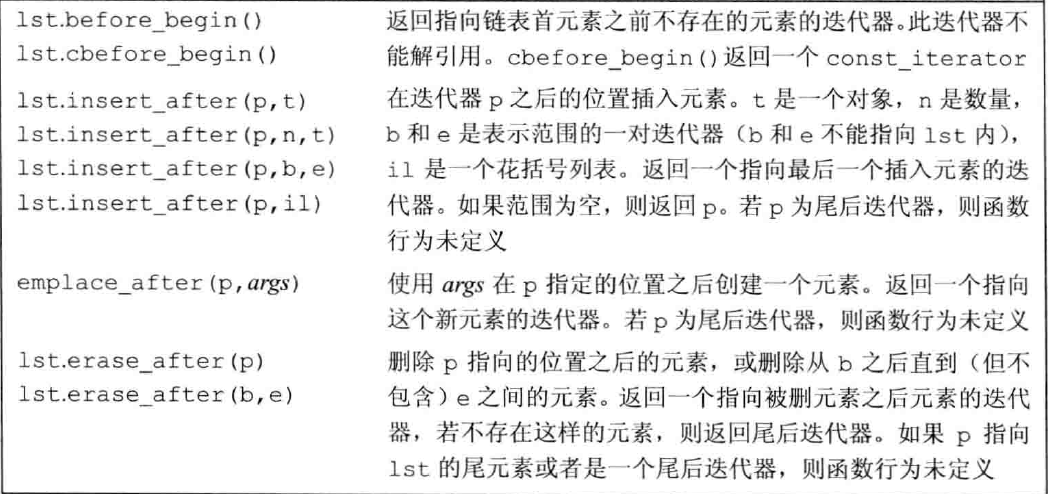 lst.before_begin() 返回指向链表首元素之前不存在的元素的迭代器。此迭代器不
lst.cbefore_begin() 能解引用。cbefore_begin()返回一个 const_iterator
lst.insert_after(p,t) 在迭代器 p 之后的位置插入元素。t 是一个对象，n 是数量，
lst.insert_after(p,n,t) b 和 e 是表示范围的一对迭代器（b 和 e 不能指向 lst 内），
lst.insert_after(p,b,e) il 是一个花括号列表。返回一个指向最后一个插入元素的迭
lst.insert_after(p,il) 代器。如果范围为空，则返回 p。若 p 为尾后迭代器，则函数
行为未定义
emplace_after(p,args) 使用 args 在 p 指定的位置之后创建一个元素。返回一个指向
这个新元素的迭代器。若 p 为尾后迭代器，则函数行为未定义
lst.erase_after(p) 删除 p 指向的位置之后的元素，或删除从 b 之后直到（但不
lst.erase_after(b,e) 包含）e 之间的元素。返回一个指向被删元素之后元素的迭代
器，若不存在这样的元素，则返回尾后迭代器。如果 p 指向
lst 的尾元素或者是一个尾后迭代器，则函数行为未定义